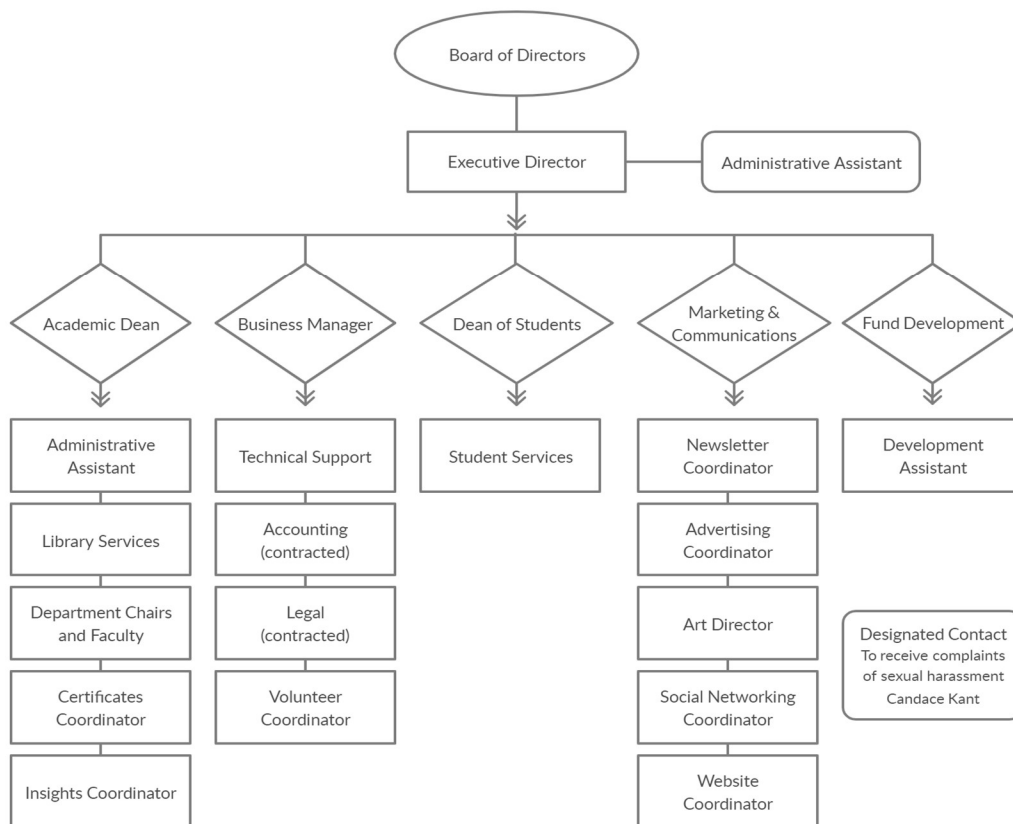 Board of Directors
Executive Director
Administrative Assistant
Academic Dean
Business Manager
Dean of Students
Marketing &
Communications
Fund Development
Administrative
Assistant
Library Services
Department Chairs
and Faculty
Certificates
Coordinator
Insights Coordinator
Technical Support
Accounting
(contracted)
Legal
(contracted)
Volunteer
Coordinator
Student Services
Newsletter
Coordinator
Advertising
Coordinator
Art Director
Social Networking
Coordinator
Website
Coordinator
Development
Assistant
Designated Contact
To receive complaints
of sexual harassment
Candace Kant